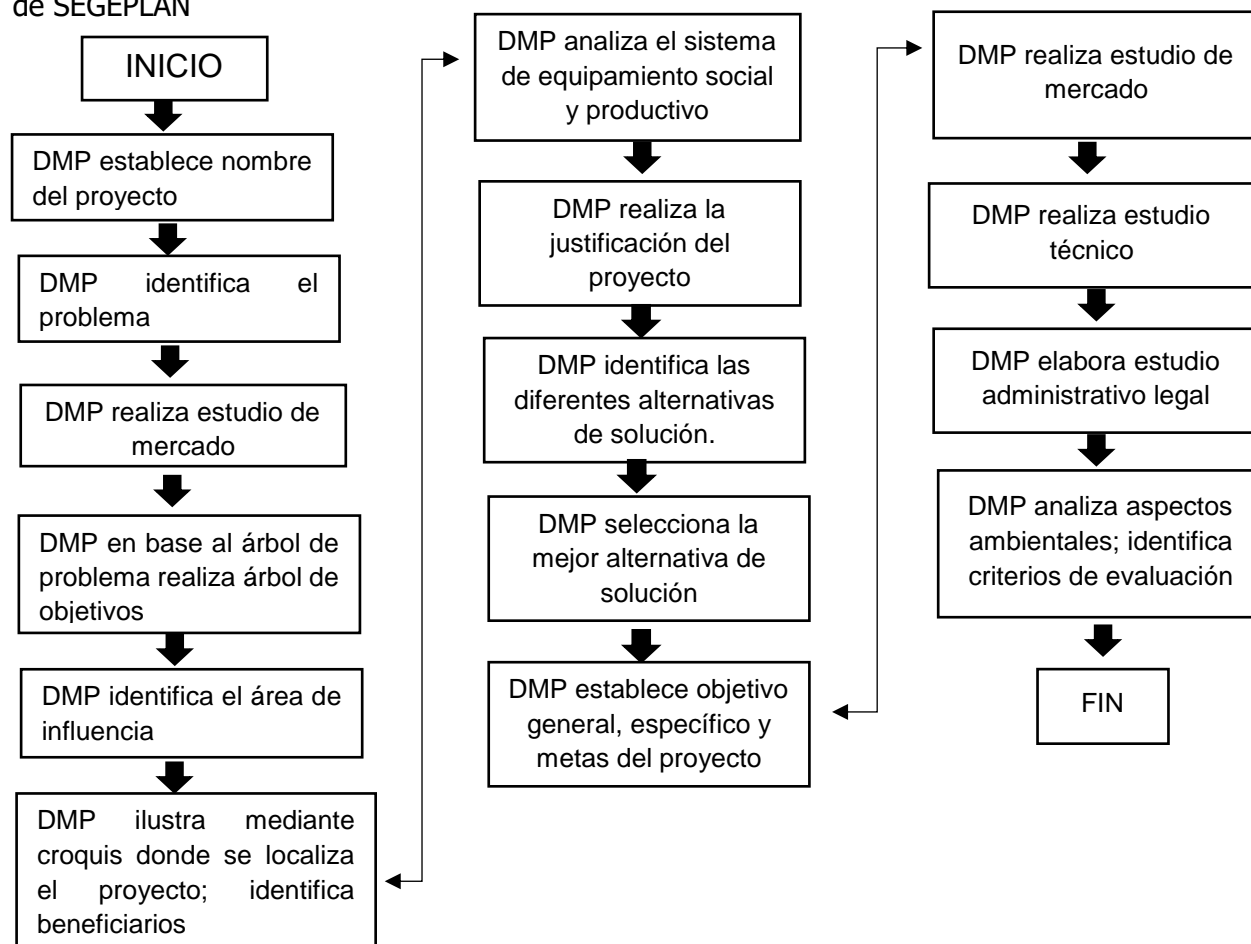 de SEGEPLAN
INICIO
DMP establece nombre
del proyecto
DMP identifica el
problema
DMP realiza estudio de
mercado
DMP en base al árbol de
problema realiza árbol de
objetivos
DMP identifica el área de
influencia
DMP ilustra mediante
croquis donde se localiza
el proyecto; identifica
beneficiarios
DMP analiza el sistema
de equipamiento social
y productivo
DMP realiza la
justificación del
proyecto
DMP identifica las
diferentes alternativas
de solución.
DMP selecciona la
mejor alternativa de
solución
DMP establece objetivo
general, específico y
metas del proyecto
DMP realiza estudio de
mercado
DMP realiza estudio
técnico
DMP elabora estudio
administrativo legal
DMP analiza aspectos
ambientales; identifica
criterios de evaluación
FIN